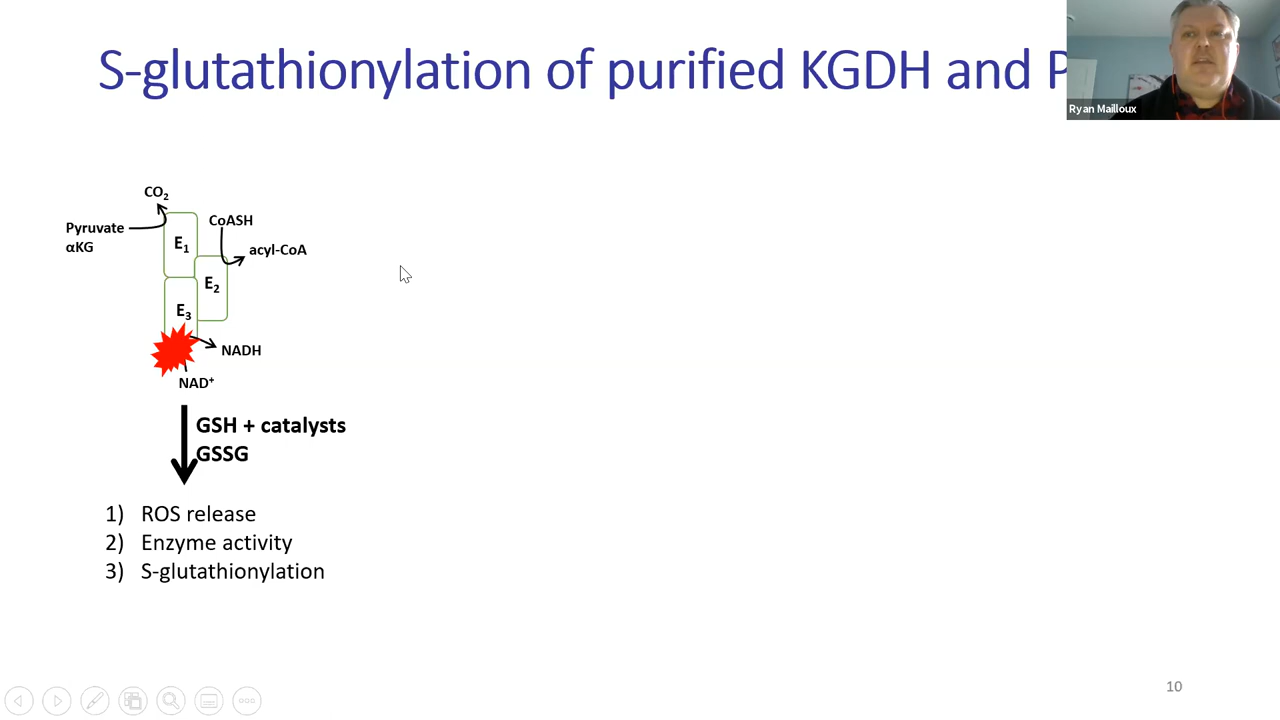 S-glutathionylation of purified KGDH and P
Ryan Mailloux
CO₂
Pyruvate
αKG
CoASH
acyl-CoA
E₁
E₂
E₃
NADH
NAD⁺
GSH + catalysts
GSSG
1) ROS release
2) Enzyme activity
3) S-glutathionylation
10